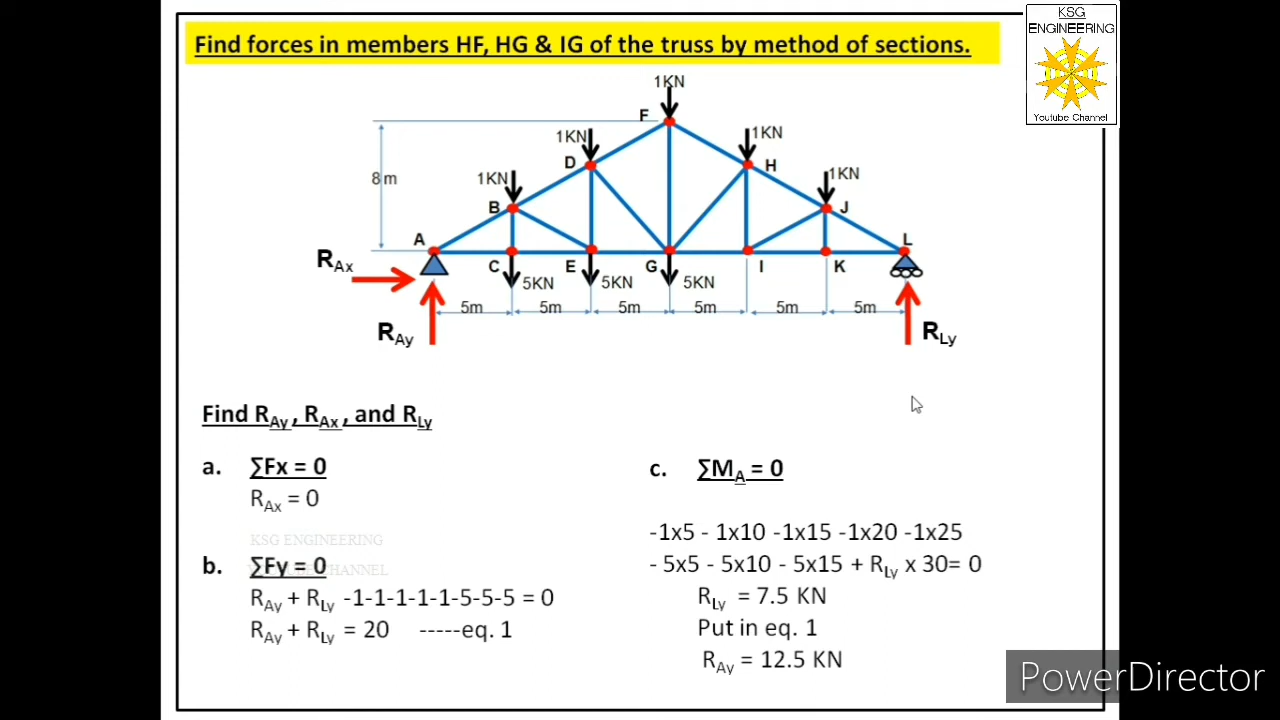 KSG
ENGINEERING
Youtube Channel
Find forces in members HF, HG & IG of the truss by method of sections.
1KN
F
1KN
1KN
D
H
8m
1KN
1KN
B
J
A
L
RAx
C
E
G
I
K
5KN
5KN
5KN
5m
5m
5m
5m
5m
5m
RAy
RLy
Find RAy, RAx, and RLy
a. ∑Fx = 0
RAx = 0
KSG ENGINEERING
b. ∑Fy = 0
YOUTUBE CHANNEL
RAy + RLy -1-1-1-1-1-5-5-5 = 0
RAy + RLy = 20 -----eq. 1
c. ∑MA = 0
-1x5 - 1x10 -1x15 -1x20 -1x25
- 5x5 - 5x10 - 5x15 + RLy x 30= 0
RLy = 7.5 KN
Put in eq. 1
RAy = 12.5 KN
PowerDirector